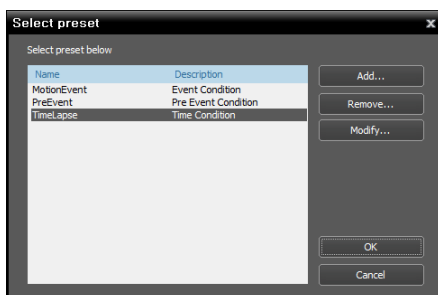 Select preset x
Select preset below
Name Description
MotionEvent Event Condition
PreEvent Pre Event Condition
TimeLapse Time Condition
Add...
Remove...
Modify...
OK
Cancel